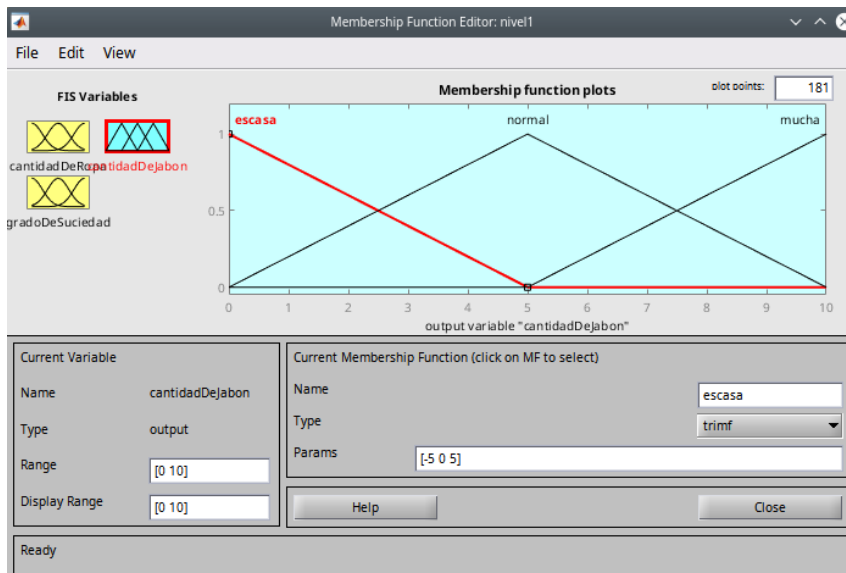 Membership Function Editor: nivel1
File Edit View
FIS Variables
Membership function plots
plot points: 181
cantidadDeRopa
cantidadDeJabon
gradoDeSuciedad
escasa normal mucha
1
0.5
0
0 1 2 3 4 5 6 7 8 9 10
output variable "cantidadDeJabon"
Current Variable
Name cantidadDeJabon
Type output
Range [0 10]
Display Range [0 10]
Current Membership Function (click on MF to select)
Name escasa
Type trimf
Params [-5 0 5]
Help Close
Ready